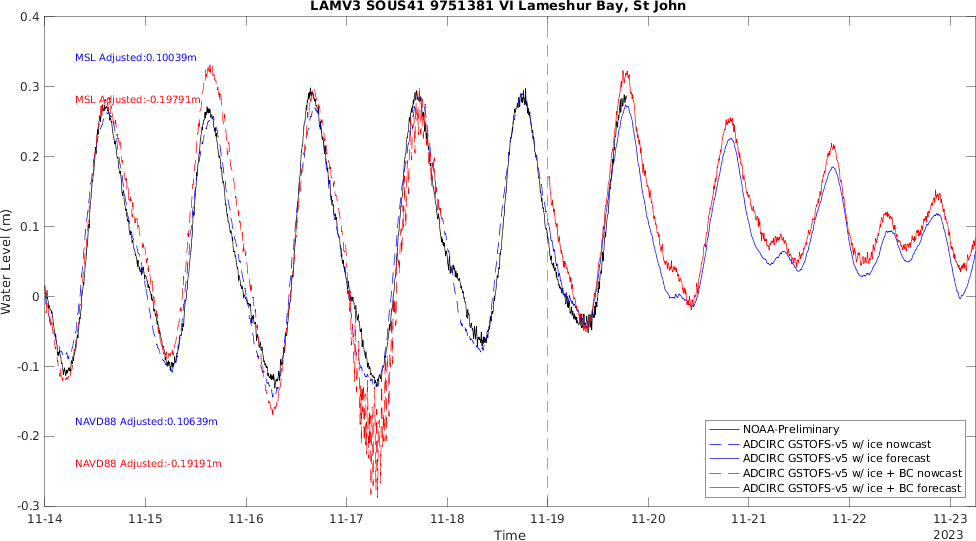 LAMV3 SOUS41 9751381 VI Lameshur Bay, St John
0.4
0.3
0.2
0.1
0
-0.1
-0.2
-0.3
Water Level (m)
MSL Adjusted:0.10039m
MSL Adjusted:-0.19791m
NAVD88 Adjusted:0.10639m
NAVD88 Adjusted:-0.19191m
NOAA-Preliminary
ADCIRC GSTOFS-v5 w/ ice nowcast
ADCIRC GSTOFS-v5 w/ ice forecast
ADCIRC GSTOFS-v5 w/ ice + BC nowcast
ADCIRC GSTOFS-v5 w/ ice + BC forecast
11-14 11-15 11-16 11-17 11-18 11-19 11-20 11-21 11-22 11-23
2023
Time